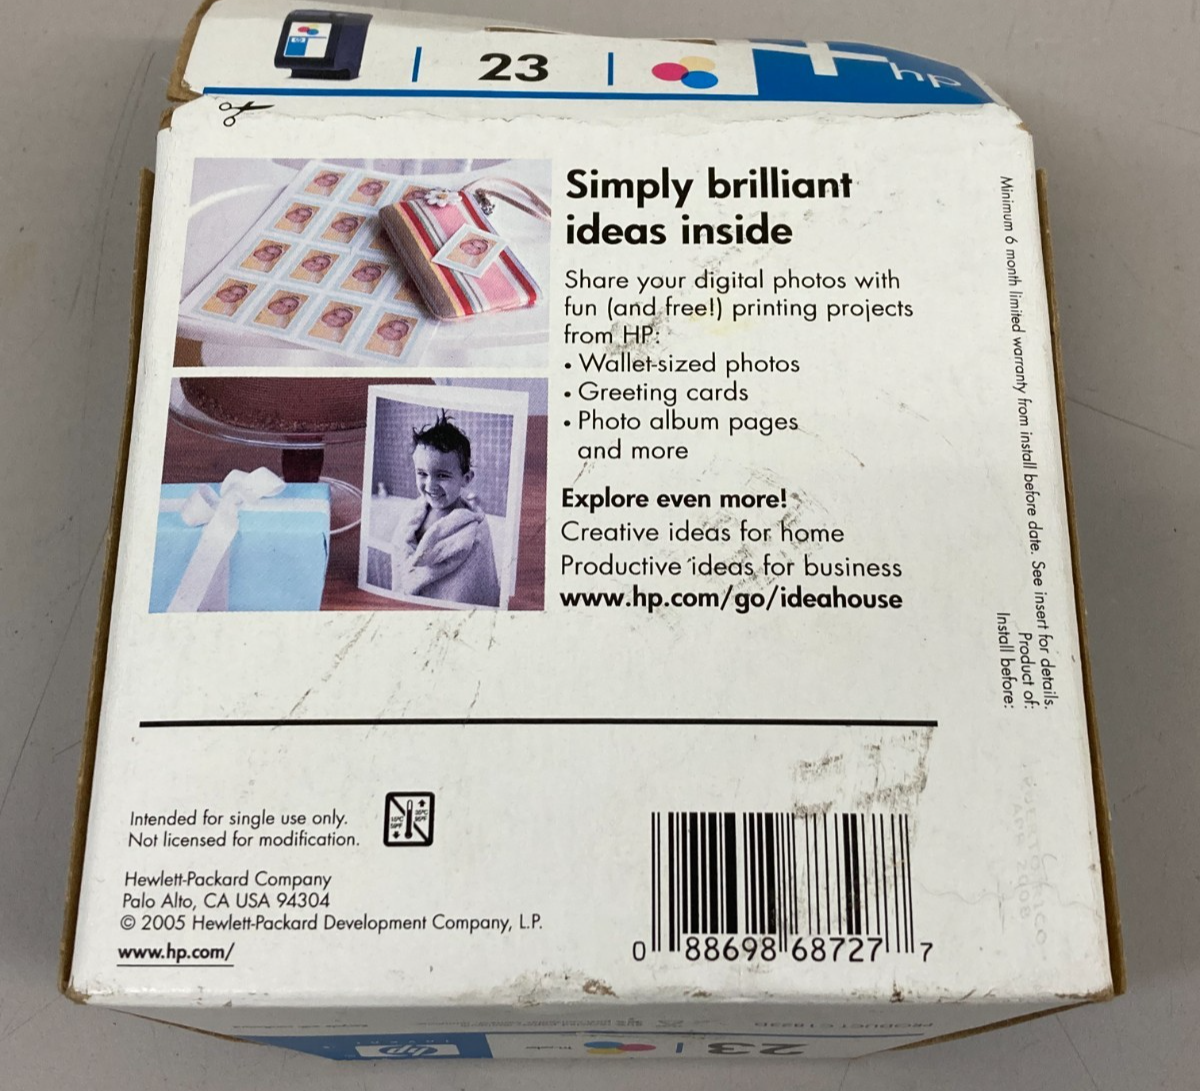 23
hp
Simply brilliant
ideas inside
Share your digital photos with
fun (and free!) printing projects
from HP:
• Wallet-sized photos
• Greeting cards
• Photo album pages
and more
Explore even more!
Creative ideas for home
Productive ideas for business
www.hp.com/go/ideahouse
Minimum 6 month limited warranty from install before date. See insert for details.
Product of:
Install before:
Intended for single use only.
Not licensed for modification.
Hewlett-Packard Company
Palo Alto, CA USA 94304
© 2005 Hewlett-Packard Development Company, L.P.
www.hp.com/
0 88698 68727 7
23
hp
invent